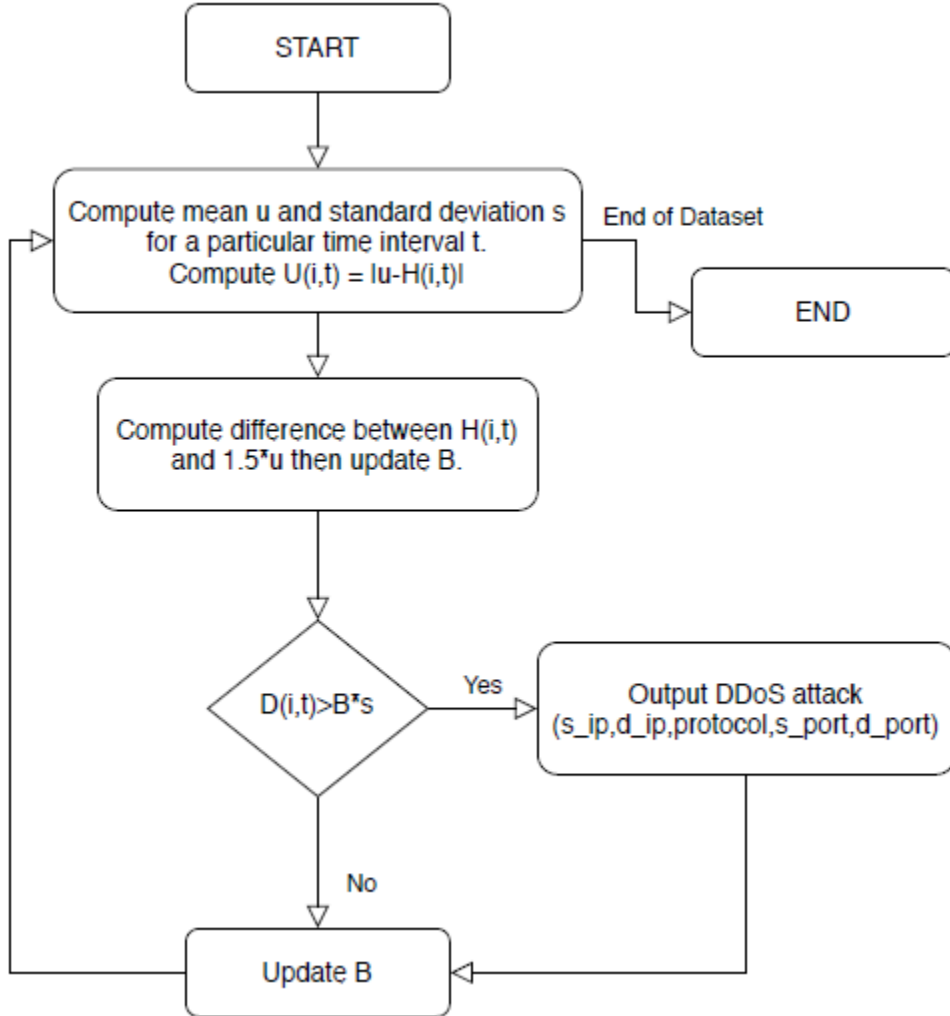 START
Compute mean u and standard deviation s
for a particular time interval t.
Compute U(i,t) = |u-H(i,t)|
End of Dataset
END
Compute difference between H(i,t)
and 1.5*u then update B.
D(i,t)>B*s
Yes
Output DDoS attack
(s_ip,d_ip,protocol,s_port,d_port)
No
Update B